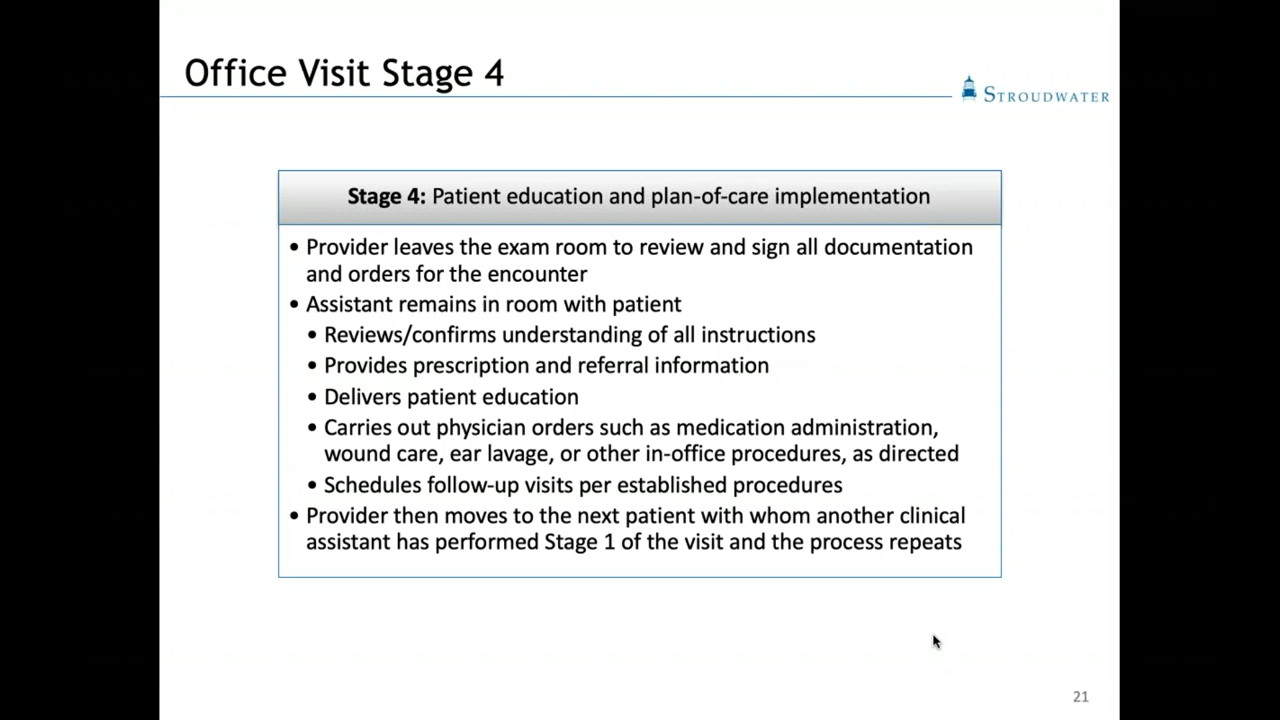 Office Visit Stage 4
STROUDWATER
Stage 4: Patient education and plan-of-care implementation
• Provider leaves the exam room to review and sign all documentation
and orders for the encounter
• Assistant remains in room with patient
• Reviews/confirms understanding of all instructions
• Provides prescription and referral information
• Delivers patient education
• Carries out physician orders such as medication administration,
wound care, ear lavage, or other in-office procedures, as directed
• Schedules follow-up visits per established procedures
• Provider then moves to the next patient with whom another clinical
assistant has performed Stage 1 of the visit and the process repeats
21